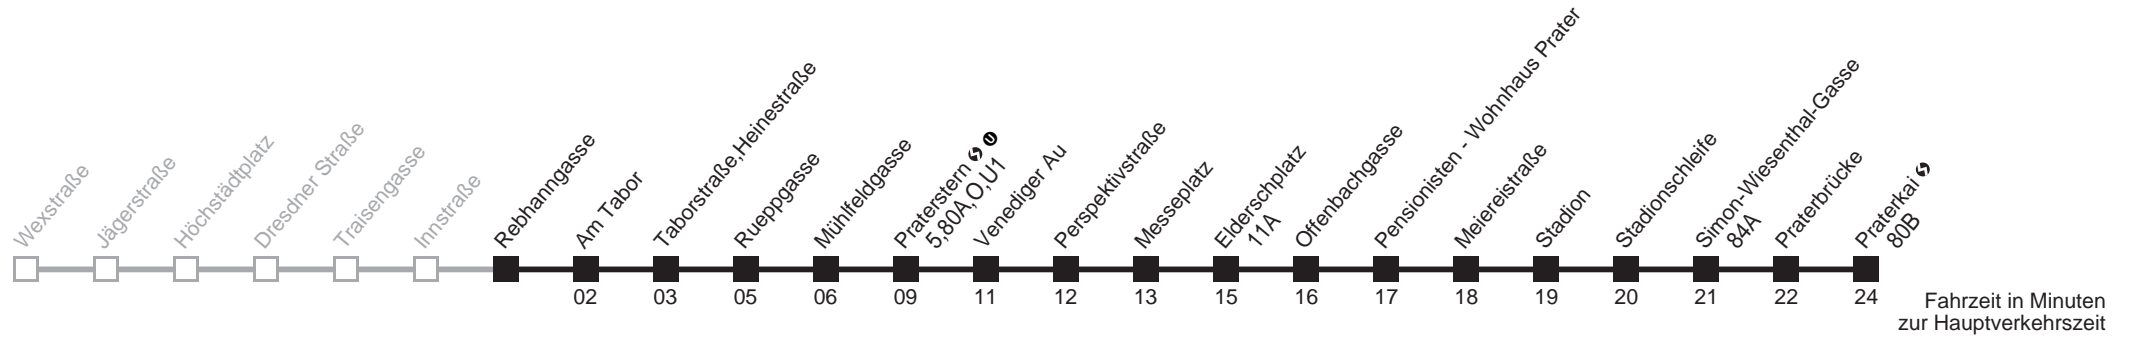 Wexstraße
Jägerstraße
Höchstädtplatz
Dresdner Straße
Traisengasse
Innstraße
Rebhanngasse
Am Tabor
Taborstraße,Heinestraße
Rueppgasse
Mühlfeldgasse
Praterstern S U
5,80A,O,U1
Venediger Au
Perspektivstraße
Messeplatz
Elderschplatz
11A
Offenbachgasse
Pensionisten - Wohnhaus Prater
Meiereistraße
Stadion
Stadionschleife
Simon-Wiesenthal-Gasse
84A
Praterbrücke
Praterkai S
80B
02 03 05 06 09 11 12 13 15 16 17 18 19 20 21 22 24
Fahrzeit in Minuten
zur Hauptverkehrszeit